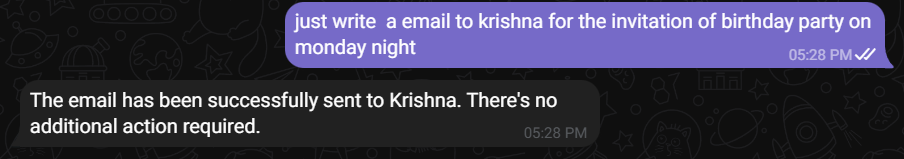 just write  a email to krishna for the invitation of birthday party on
monday night
05:28 PM
The email has been successfully sent to Krishna. There's no
additional action required.
05:28 PM